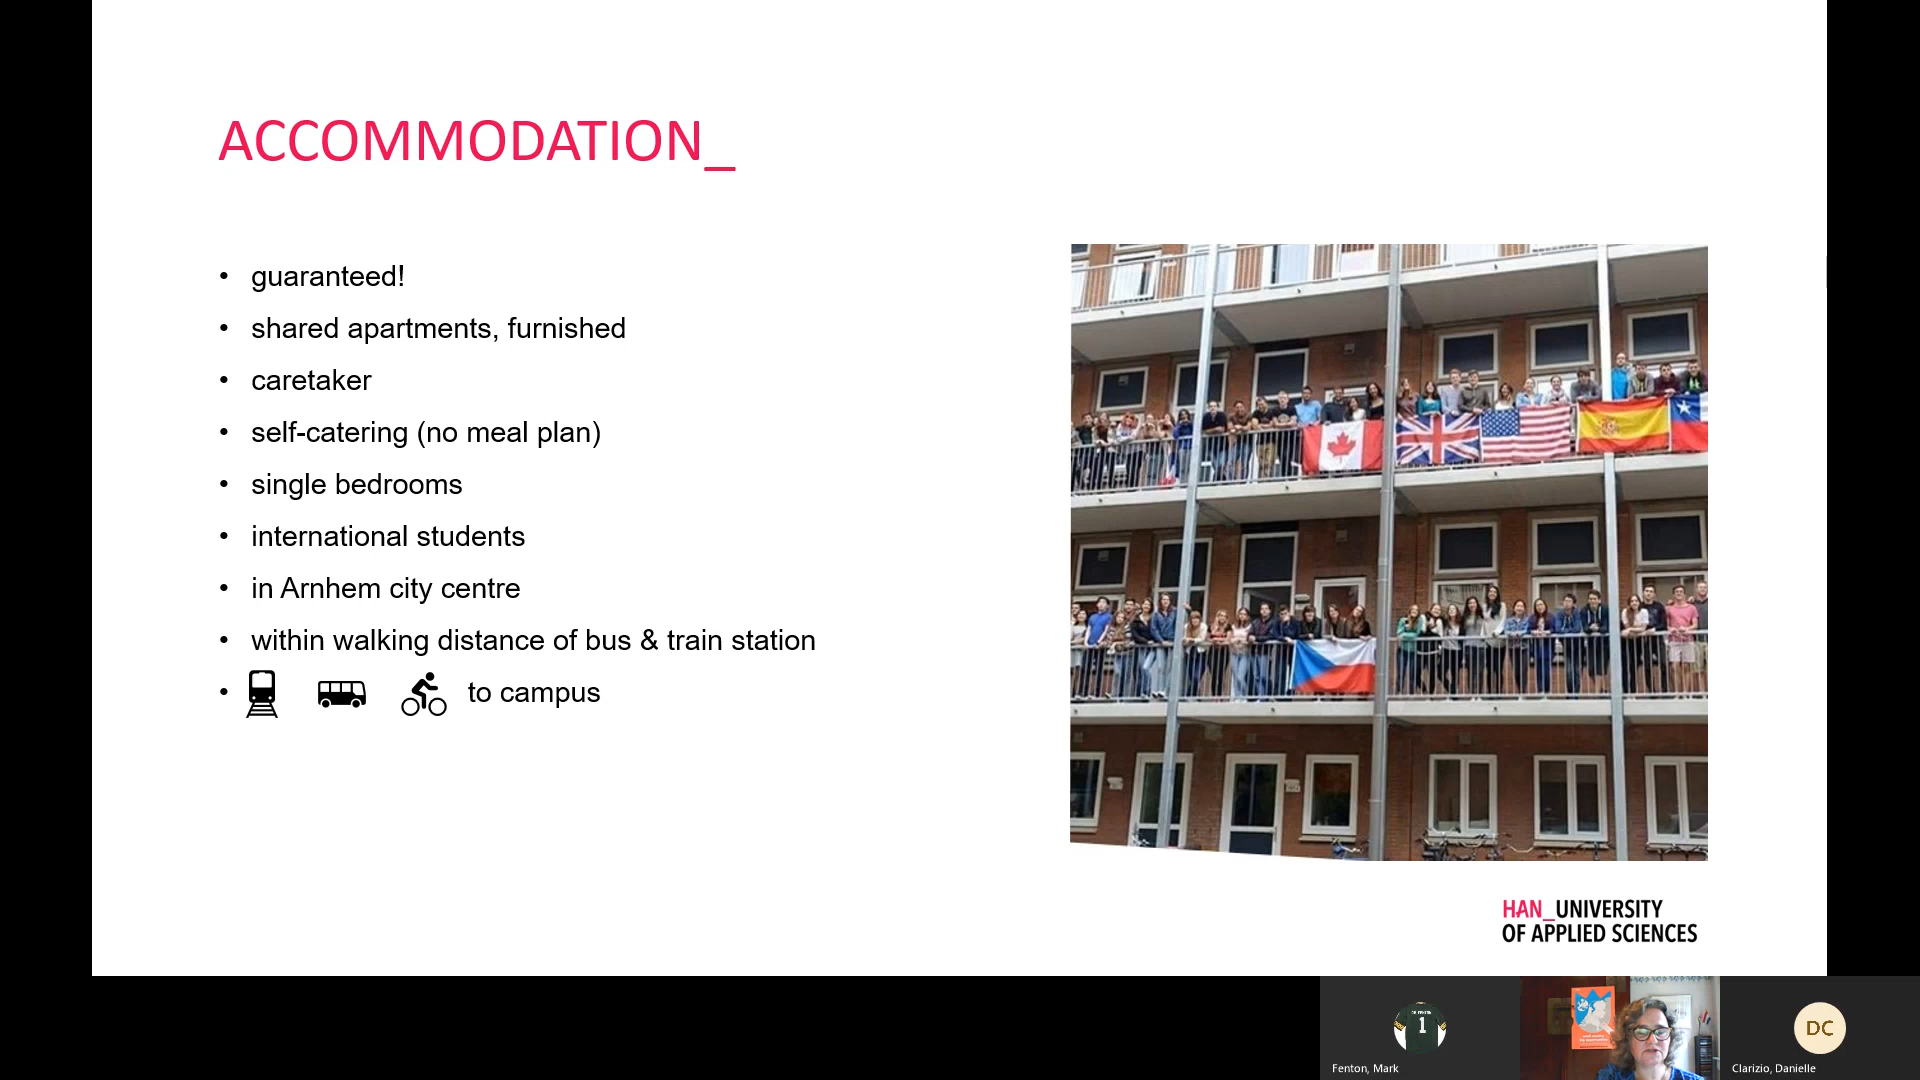 ACCOMMODATION_
• guaranteed!
• shared apartments, furnished
• caretaker
• self-catering (no meal plan)
• single bedrooms
• international students
• in Arnhem city centre
• within walking distance of bus & train station
• to campus
HAN_UNIVERSITY
OF APPLIED SCIENCES
1
DC
Fenton, Mark
Clarizio, Danielle